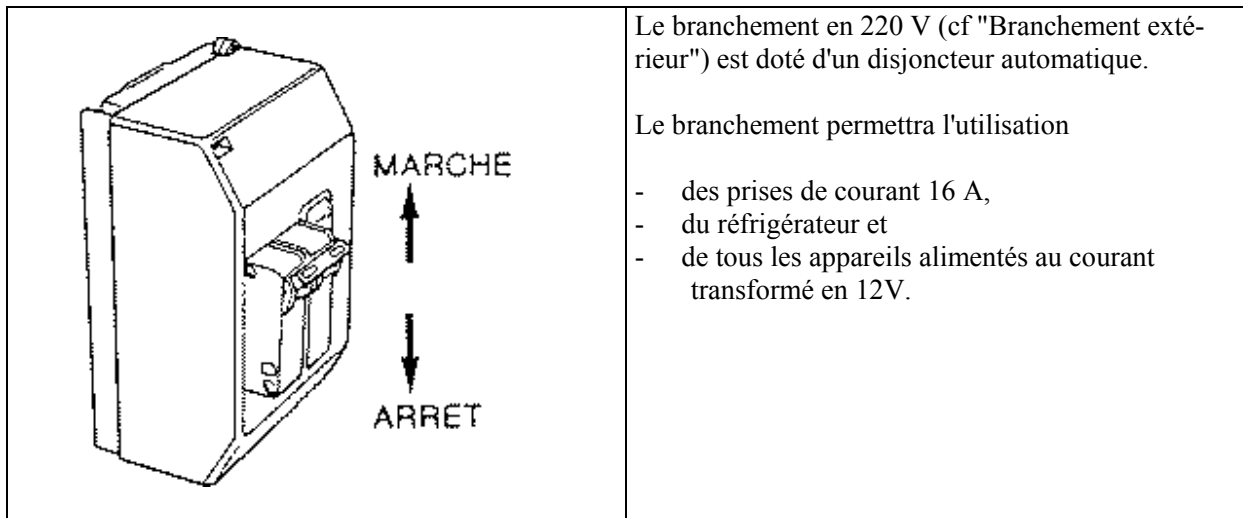 MARCHE
ARRET
Le branchement en 220 V (cf "Branchement exté-
rieur") est doté d'un disjoncteur automatique.
Le branchement permettra l'utilisation
- des prises de courant 16 A,
- du réfrigérateur et
- de tous les appareils alimentés au courant
transformé en 12V.